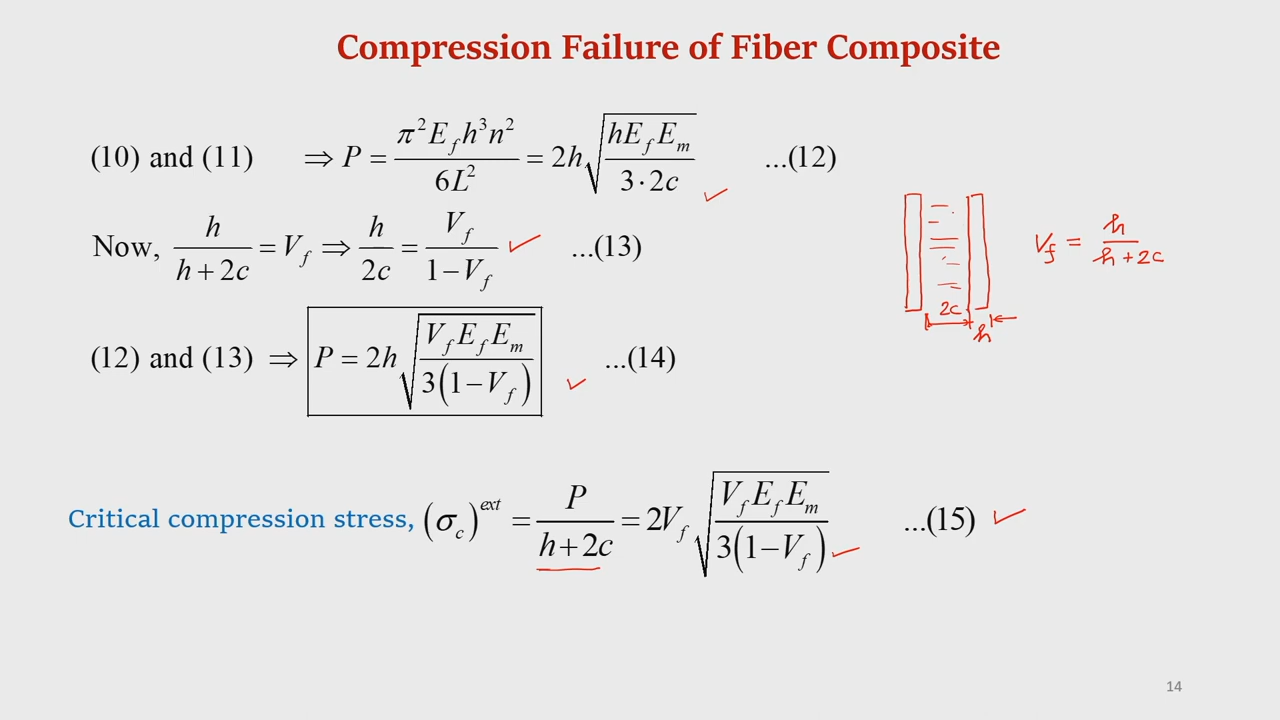 Compression Failure of Fiber Composite
(10) and (11) ⇒ P = π²E_f h³n² / 6L² = 2h √(hE_f E_m / 3·2c) ...(12)
Now, h / (h + 2c) = V_f ⇒ h / 2c = V_f / (1 − V_f) ...(13)
V_f = h / (h + 2c)
2c
h
(12) and (13) ⇒ P = 2h √(V_f E_f E_m / 3(1 − V_f)) ...(14)
Critical compression stress, (σ_c)^ext = P / (h + 2c) = 2V_f √(V_f E_f E_m / 3(1 − V_f)) ...(15)
14